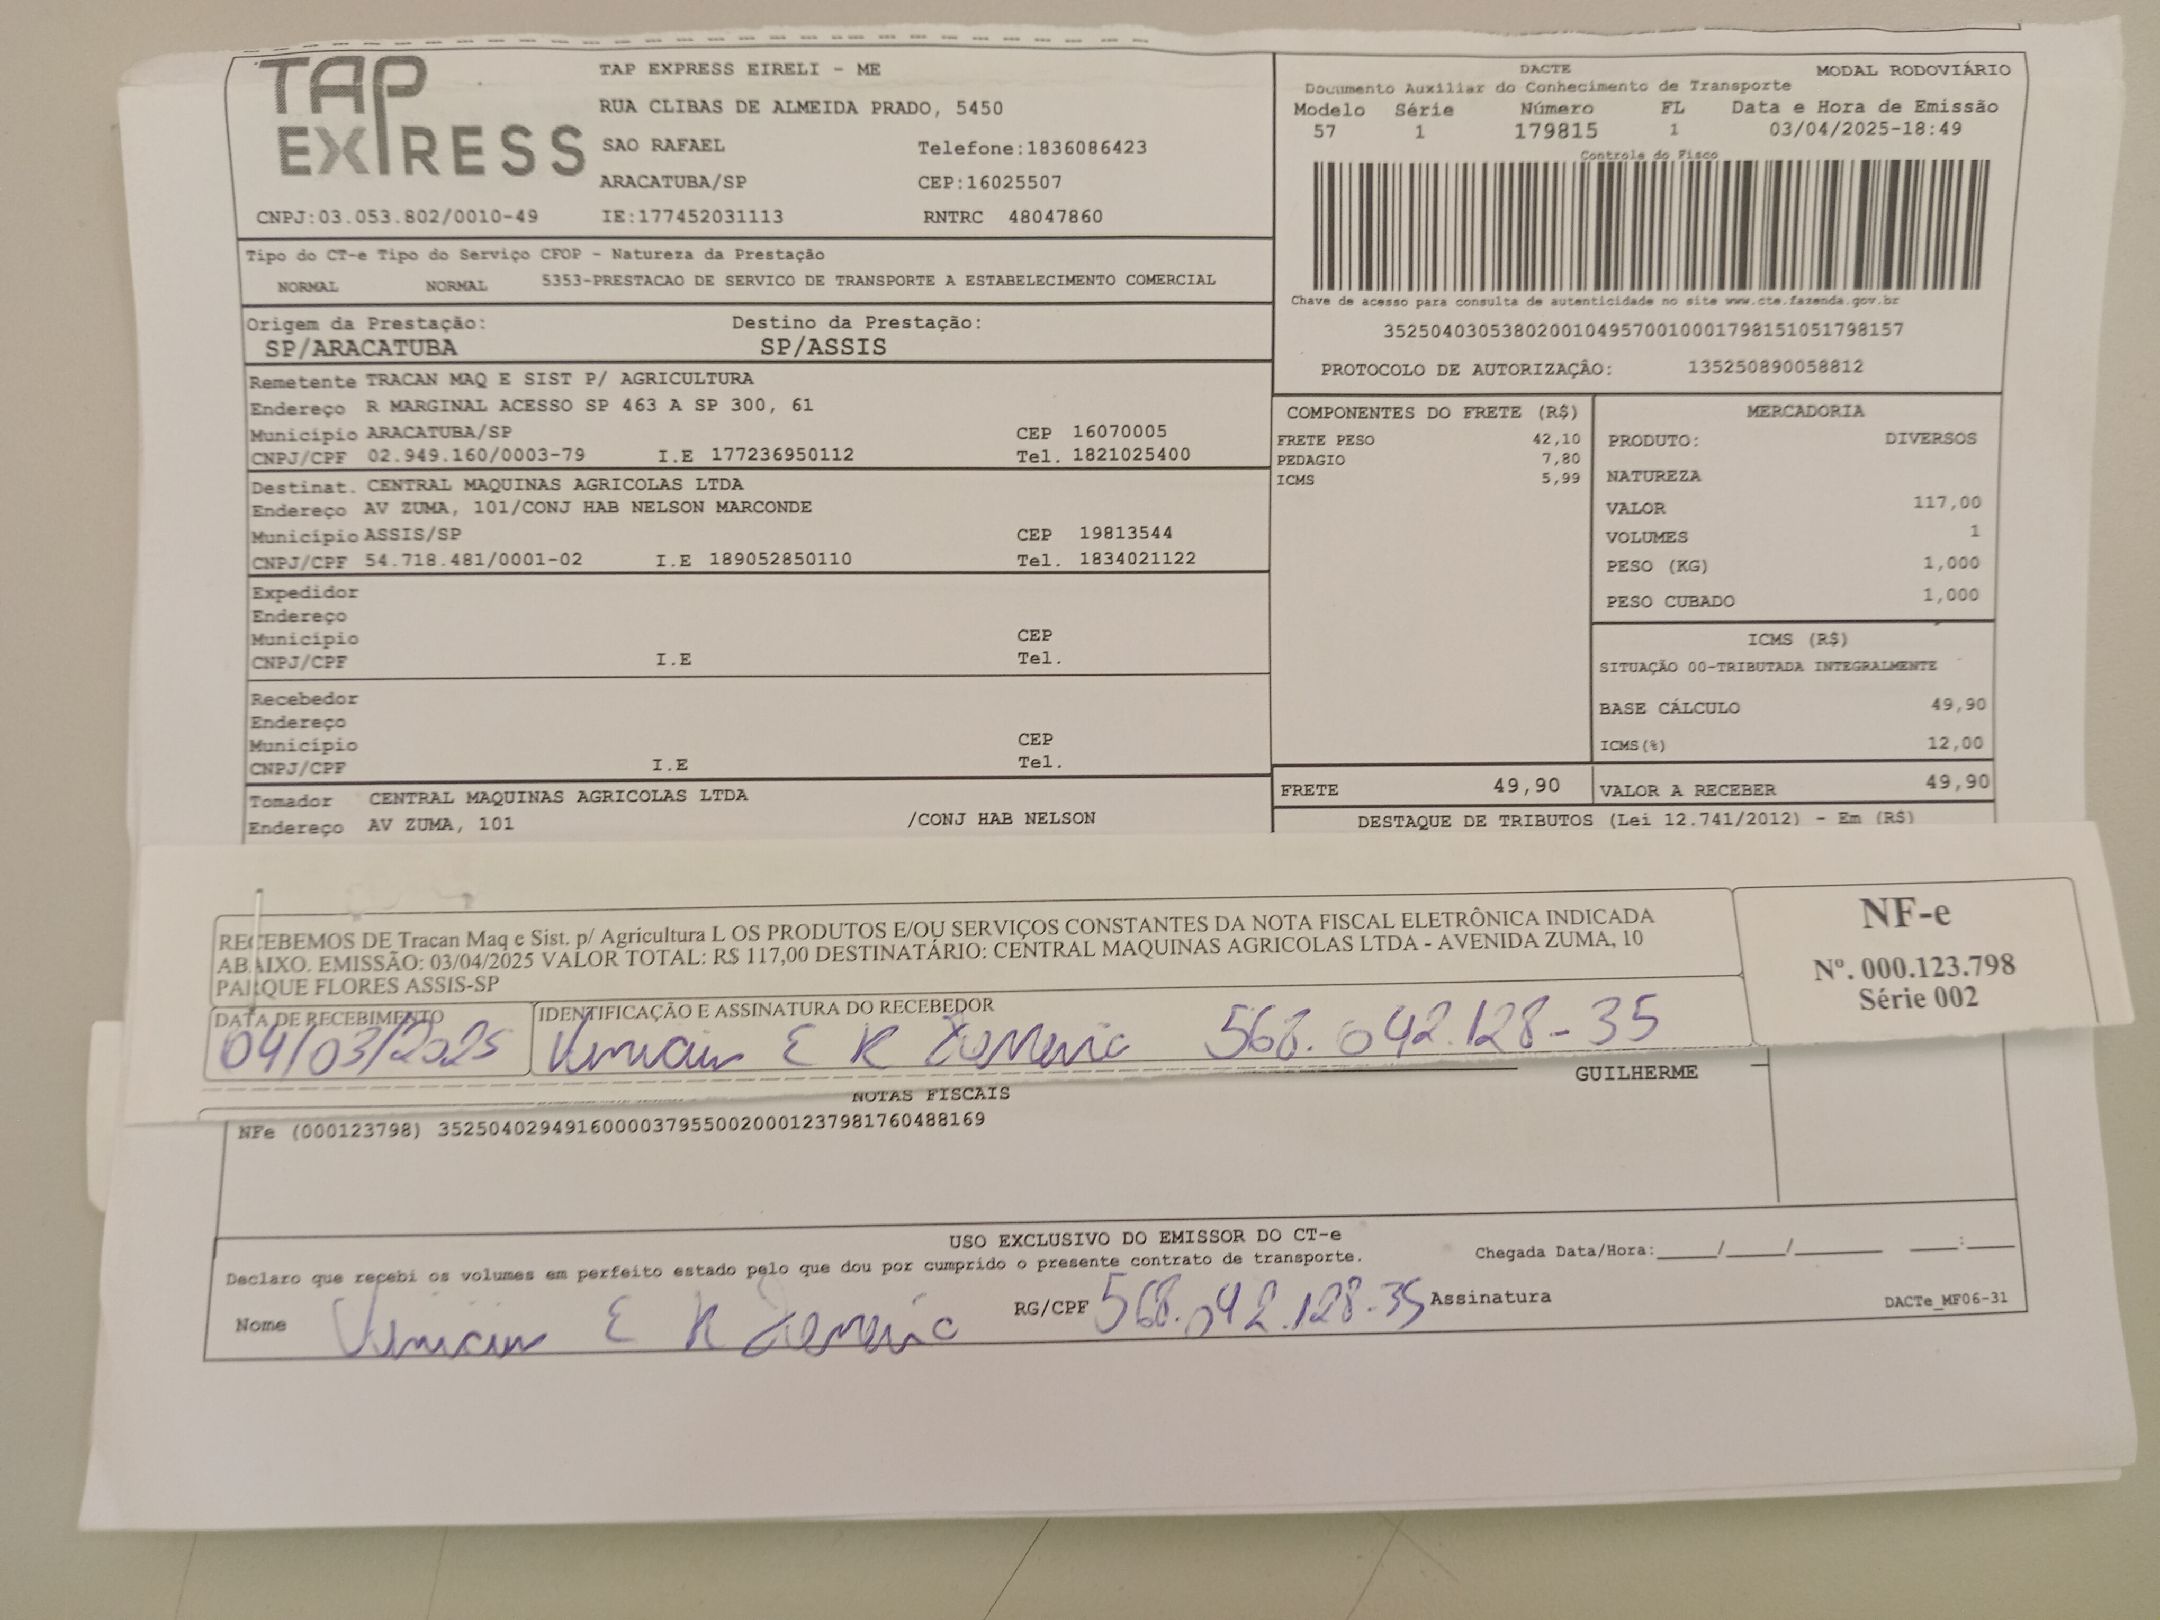 TAP EXPRESS
TAP EXPRESS EIRELI - ME
RUA CLIBAS DE ALMEIDA PRADO, 5450
SAO RAFAEL Telefone:1836086423
ARACATUBA/SP CEP:16025507
CNPJ:03.053.802/0010-49 IE:177452031113 RNTRC 48047860
DACTE MODAL RODOVIÁRIO
Documento Auxiliar do Conhecimento de Transporte
Modelo Série Número FL Data e Hora de Emissão
57 1 179815 1 03/04/2025-18:49
Controle do Fisco
Chave de acesso para consulta de autenticidade no site www.cte.fazenda.gov.br
35250403053802001049570010001798151051798157
PROTOCOLO DE AUTORIZAÇÃO: 135250890058812
Tipo do CT-e Tipo do Serviço CFOP - Natureza da Prestação
NORMAL NORMAL 5353-PRESTACAO DE SERVICO DE TRANSPORTE A ESTABELECIMENTO COMERCIAL
Origem da Prestação: Destino da Prestação:
SP/ARACATUBA SP/ASSIS
Remetente TRACAN MAQ E SIST P/ AGRICULTURA
Endereço R MARGINAL ACESSO SP 463 A SP 300, 61
Município ARACATUBA/SP CEP 16070005
CNPJ/CPF 02.949.160/0003-79 I.E 177236950112 Tel. 1821025400
Destinat. CENTRAL MAQUINAS AGRICOLAS LTDA
Endereço AV ZUMA, 101/CONJ HAB NELSON MARCONDE
Município ASSIS/SP CEP 19813544
CNPJ/CPF 54.718.481/0001-02 I.E 189052850110 Tel. 1834021122
Expedidor
Endereço
Município CEP
CNPJ/CPF I.E Tel.
Recebedor
Endereço
Município CEP
CNPJ/CPF I.E Tel.
Tomador CENTRAL MAQUINAS AGRICOLAS LTDA
Endereço AV ZUMA, 101 /CONJ HAB NELSON
COMPONENTES DO FRETE (R$)
FRETE PESO 42,10
PEDAGIO 7,80
ICMS 5,99
MERCADORIA
PRODUTO: DIVERSOS
NATUREZA
VALOR 117,00
VOLUMES 1
PESO (KG) 1,000
PESO CUBADO 1,000
ICMS (R$)
SITUAÇÃO 00-TRIBUTADA INTEGRALMENTE
BASE CÁLCULO 49,90
ICMS(%) 12,00
FRETE 49,90 VALOR A RECEBER 49,90
DESTAQUE DE TRIBUTOS (Lei 12.741/2012) - Em (R$)
RECEBEMOS DE Tracan Maq e Sist. p/ Agricultura L OS PRODUTOS E/OU SERVIÇOS CONSTANTES DA NOTA FISCAL ELETRÔNICA INDICADA
ABAIXO. EMISSÃO: 03/04/2025 VALOR TOTAL: R$ 117,00 DESTINATÁRIO: CENTRAL MAQUINAS AGRICOLAS LTDA - AVENIDA ZUMA, 10
PARQUE FLORES ASSIS-SP
DATA DE RECEBIMENTO IDENTIFICAÇÃO E ASSINATURA DO RECEBEDOR
04/03/2025 E R 568.042.128-35
NF-e
Nº. 000.123.798
Série 002
GUILHERME
NOTAS FISCAIS
NFe (000123798) 35250402949160000379550020001237981760488169
USO EXCLUSIVO DO EMISSOR DO CT-e
Declaro que recebi os volumes em perfeito estado pelo que dou por cumprido o presente contrato de transporte. Chegada Data/Hora:_____/_____/_______ ____:____
Nome E R RG/CPF 568.042.128-35 Assinatura
DACTe_MF06-31